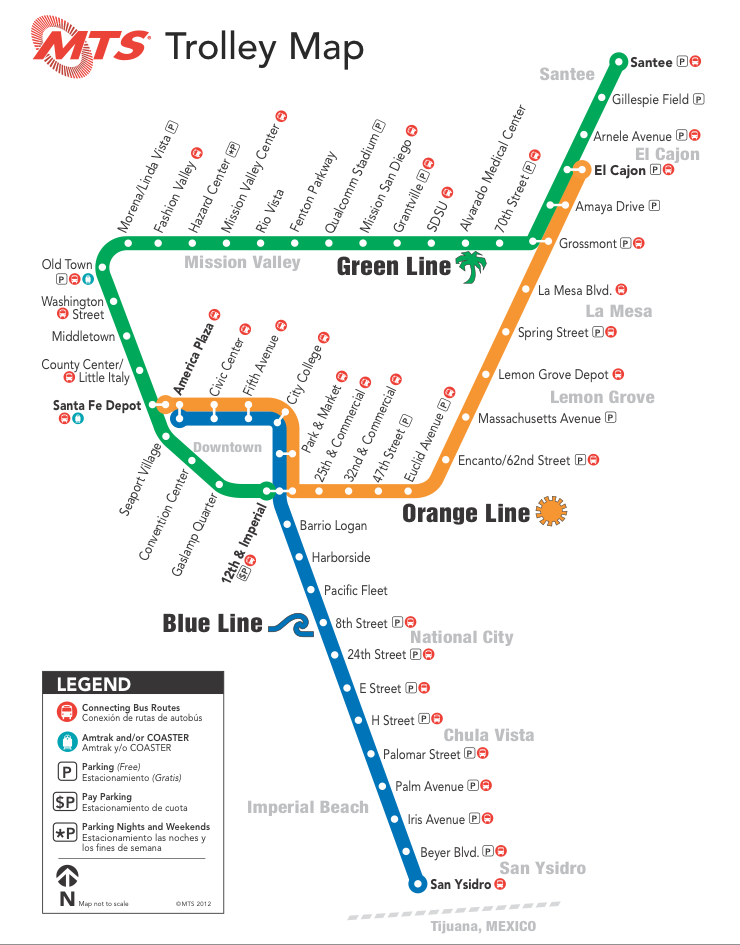 MTS Trolley Map
Santee
Santee P
Gillespie Field P
Arnele Avenue P
El Cajon
El Cajon P
Amaya Drive P
Grossmont P
Morena/Linda Vista P
Fashion Valley
Hazard Center *P
Mission Valley Center
Rio Vista
Fenton Parkway
Qualcomm Stadium P
Mission San Diego
Grantville P
SDSU
Alvarado Medical Center
70th Street P
Mission Valley
Green Line
Old Town
P
Washington
Street
Middletown
County Center/
Little Italy
Santa Fe Depot
La Mesa Blvd.
La Mesa
Spring Street P
Lemon Grove Depot
Lemon Grove
Massachusetts Avenue P
Encanto/62nd Street P
America Plaza
Civic Center
Fifth Avenue
City College
Park & Market
25th & Commercial
32nd & Commercial
47th Street P
Euclid Avenue P
Downtown
Seaport Village
Convention Center
Gaslamp Quarter
12th & Imperial
$P
Orange Line
Barrio Logan
Harborside
Pacific Fleet
Blue Line
8th Street P
National City
24th Street P
E Street P
H Street P
Chula Vista
Palomar Street P
Palm Avenue P
Imperial Beach
Iris Avenue P
Beyer Blvd. P
San Ysidro
San Ysidro
Tijuana, MEXICO
LEGEND
Connecting Bus Routes
Conexión de rutas de autobús
Amtrak and/or COASTER
Amtrak y/o COASTER
P Parking (Free)
Estacionamiento (Gratis)
$P Pay Parking
Estacionamiento de cuota
*P Parking Nights and Weekends
Estacionamiento las noches y
los fines de semana
N Map not to scale ©MTS 2012